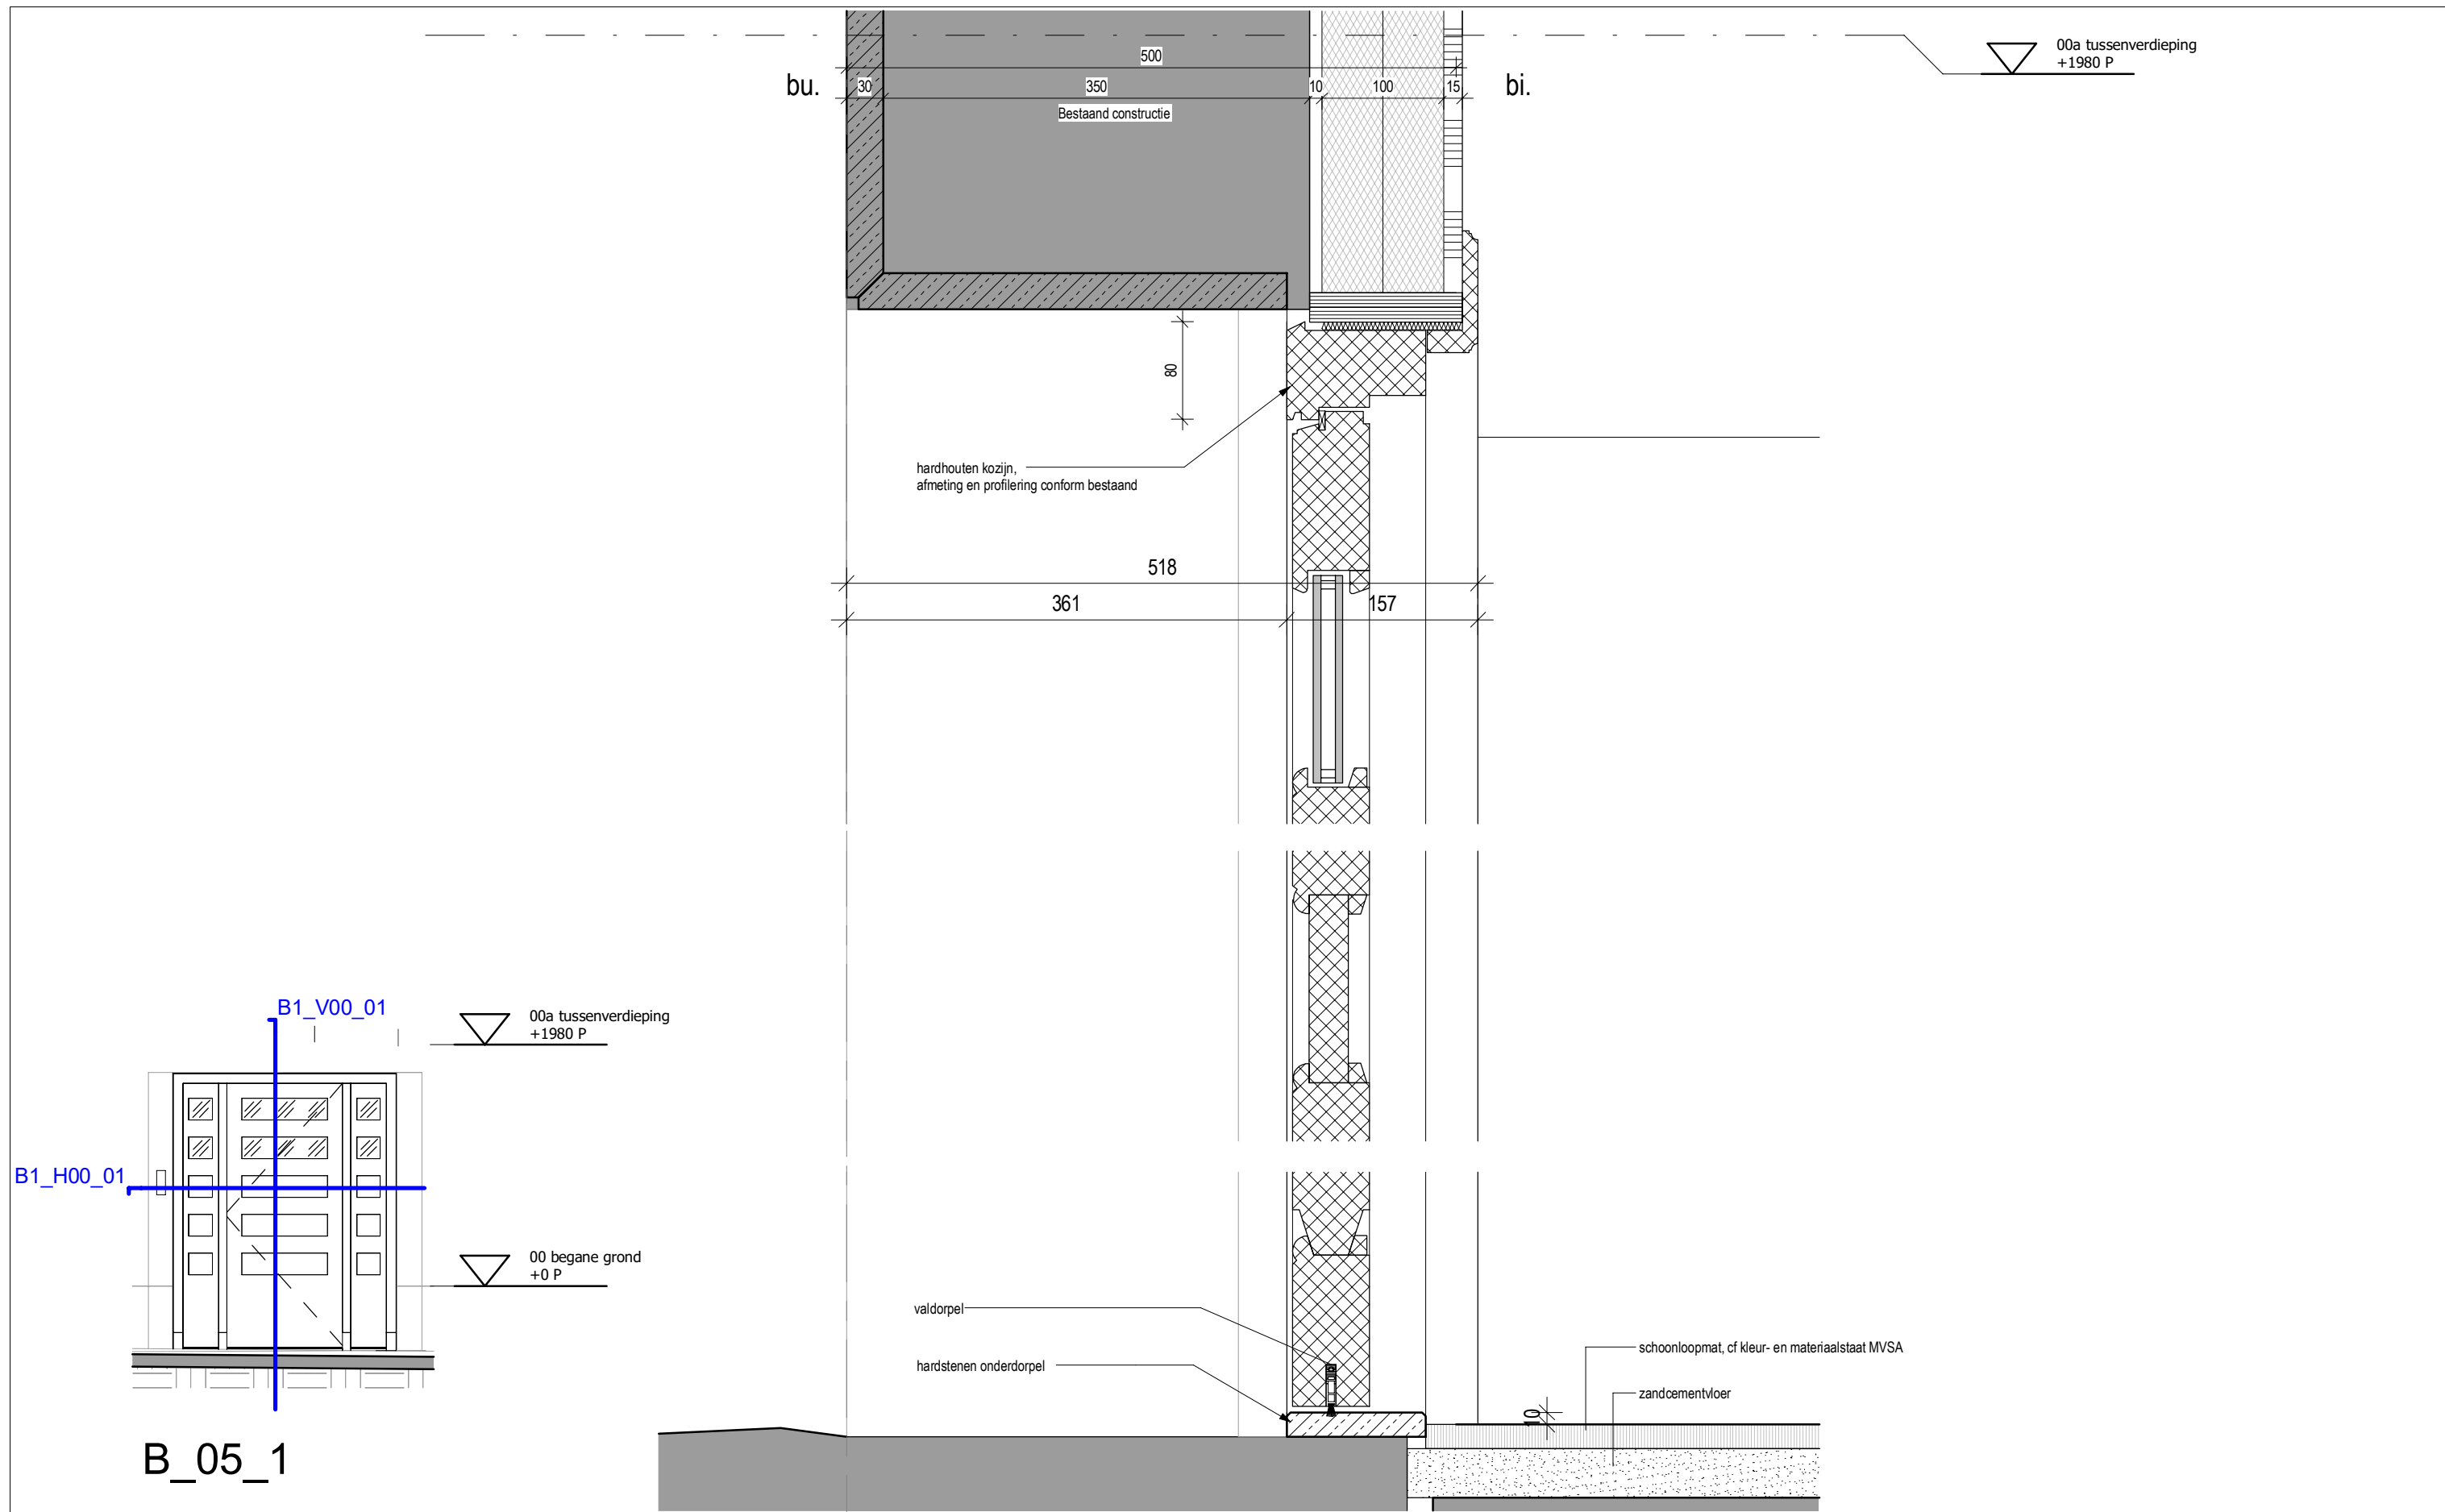 00a tussenverdieping
+1980 P
500
bu.
30
350
10
100
15
bi.
Bestaand constructie
80
hardhouten kozijn,
afmeting en profilering conform bestaand
518
361
157
B1_V00_01
00a tussenverdieping
+1980 P
B1_H00_01
00 begane grond
+0 P
valdorpel
hardstenen onderdorpel
schoonloopmat, cf kleur- en materiaalstaat MVSA
zandcementvloer
10
B_05_1